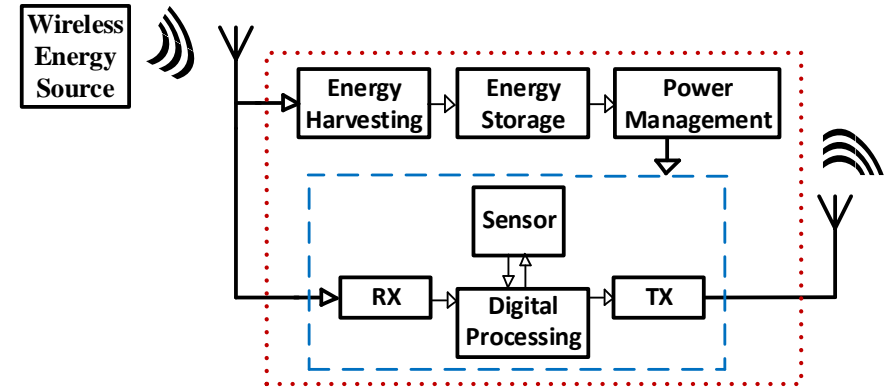 Wireless
Energy
Source
Energy
Harvesting
Energy
Storage
Power
Management
Sensor
RX
Digital
Processing
TX